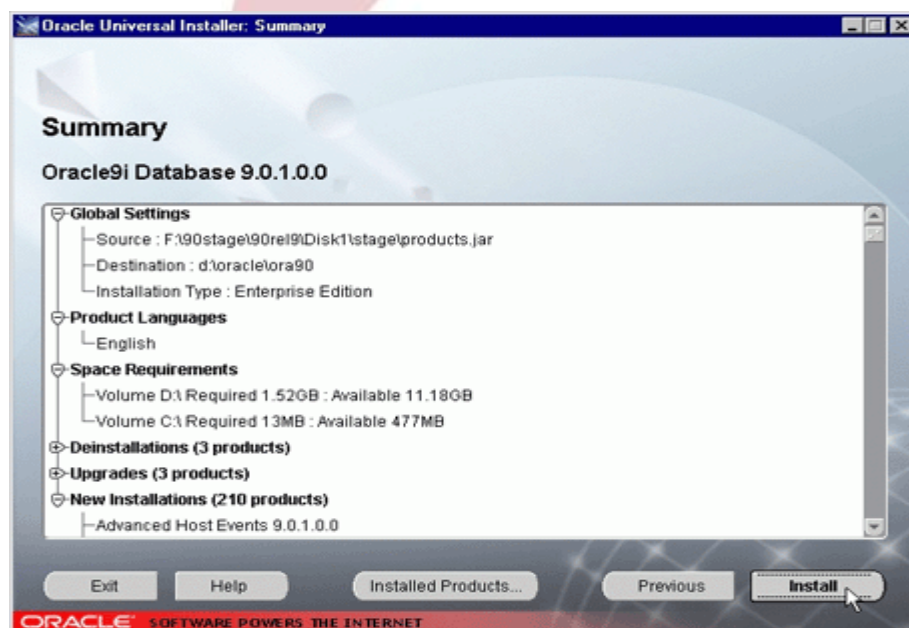 Oracle Universal Installer: Summary
Summary
Oracle9i Database 9.0.1.0.0
Global Settings
Source : F:\90stage\90rel9\Disk1\stage\products.jar
Destination : d:\oracle\ora90
Installation Type : Enterprise Edition
Product Languages
English
Space Requirements
Volume D:\ Required 1.52GB : Available 11.18GB
Volume C:\ Required 13MB : Available 477MB
Deinstallations (3 products)
Upgrades (3 products)
New Installations (210 products)
Advanced Host Events 9.0.1.0.0
Exit Help Installed Products... Previous Install
ORACLE® SOFTWARE POWERS THE INTERNET